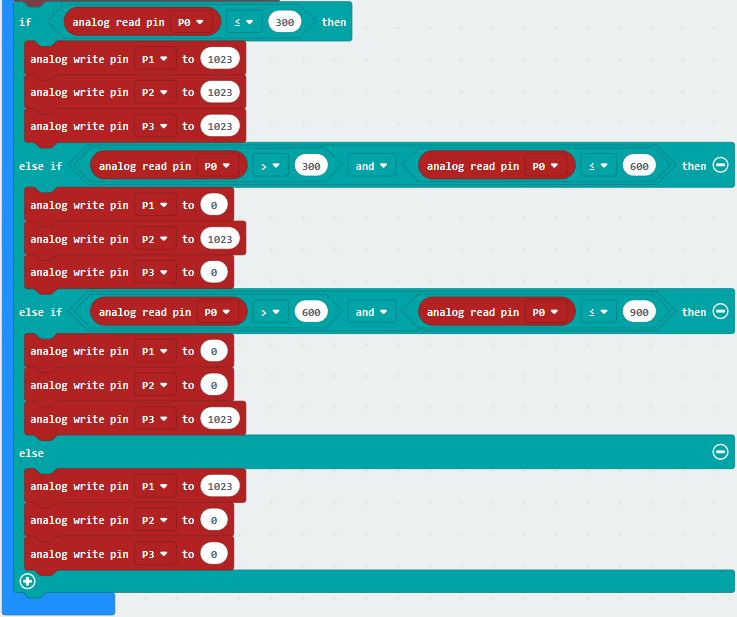 if analog read pin P0 ≤ 300 then
analog write pin P1 to 1023
analog write pin P2 to 1023
analog write pin P3 to 1023
else if analog read pin P0 > 300 and analog read pin P0 ≤ 600 then
analog write pin P1 to 0
analog write pin P2 to 1023
analog write pin P3 to 0
else if analog read pin P0 > 600 and analog read pin P0 ≤ 900 then
analog write pin P1 to 0
analog write pin P2 to 0
analog write pin P3 to 1023
else
analog write pin P1 to 1023
analog write pin P2 to 0
analog write pin P3 to 0